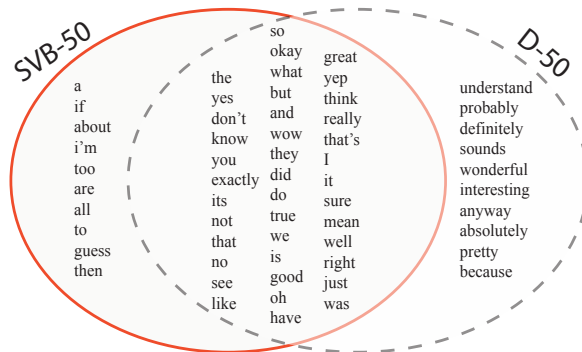 SVB-50
D-50
a
if
about
i'm
too
are
all
to
guess
then
the
yes
don't
know
you
exactly
its
not
that
no
see
like
so
okay
what
but
and
wow
they
did
do
true
we
is
good
oh
have
great
yep
think
really
that's
I
it
sure
mean
well
right
just
was
understand
probably
definitely
sounds
wonderful
interesting
anyway
absolutely
pretty
because